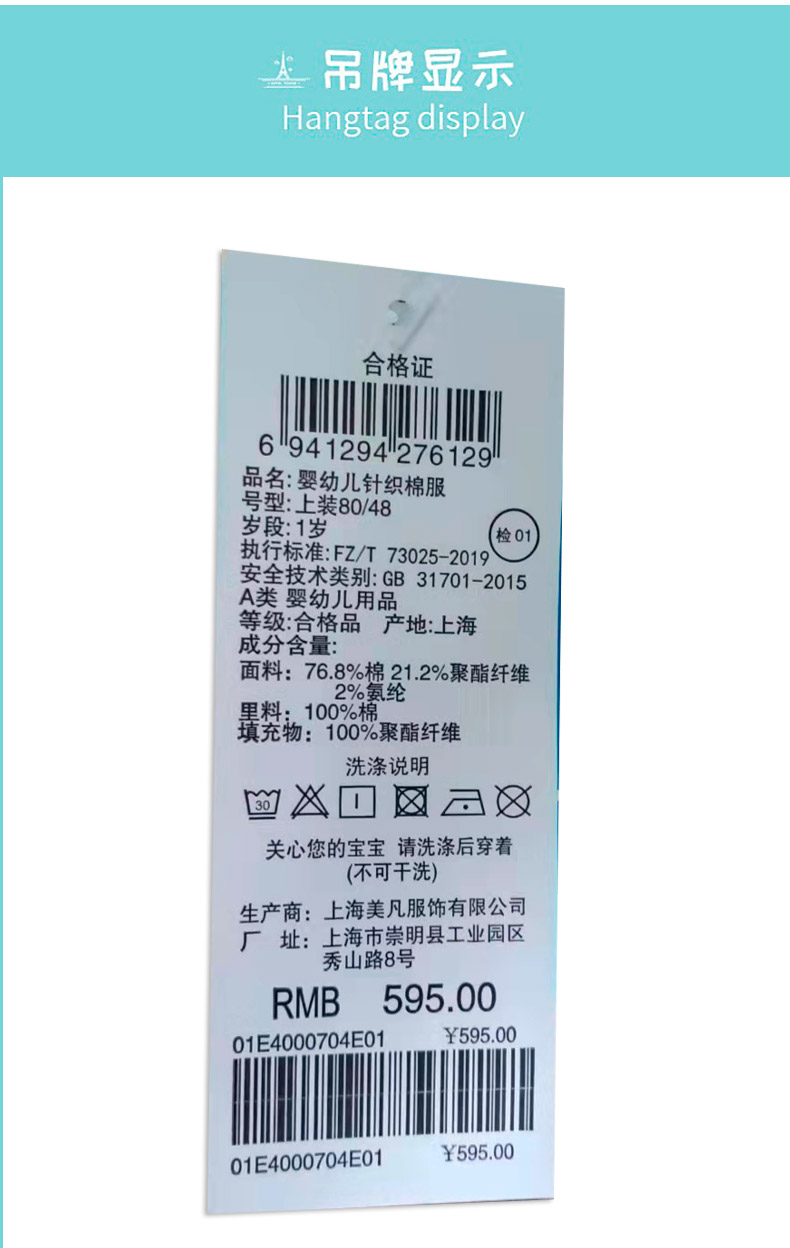 吊牌显示
Hangtag display
合格证
6 941294 276129
品名:婴幼儿针织棉服
号型:上装80/48
岁段:1岁
检01
执行标准:FZ/T 73025-2019
安全技术类别:GB 31701-2015
A类 婴幼儿用品
等级:合格品 产地:上海
成分含量:
面料：76.8%棉 21.2%聚酯纤维
2%氨纶
里料：100%棉
填充物：100%聚酯纤维
洗涤说明
30
关心您的宝宝 请洗涤后穿着
(不可干洗)
生产商：上海美凡服饰有限公司
厂 址：上海市崇明县工业园区
秀山路8号
RMB 595.00
01E4000704E01 ¥595.00
01E4000704E01 ¥595.00